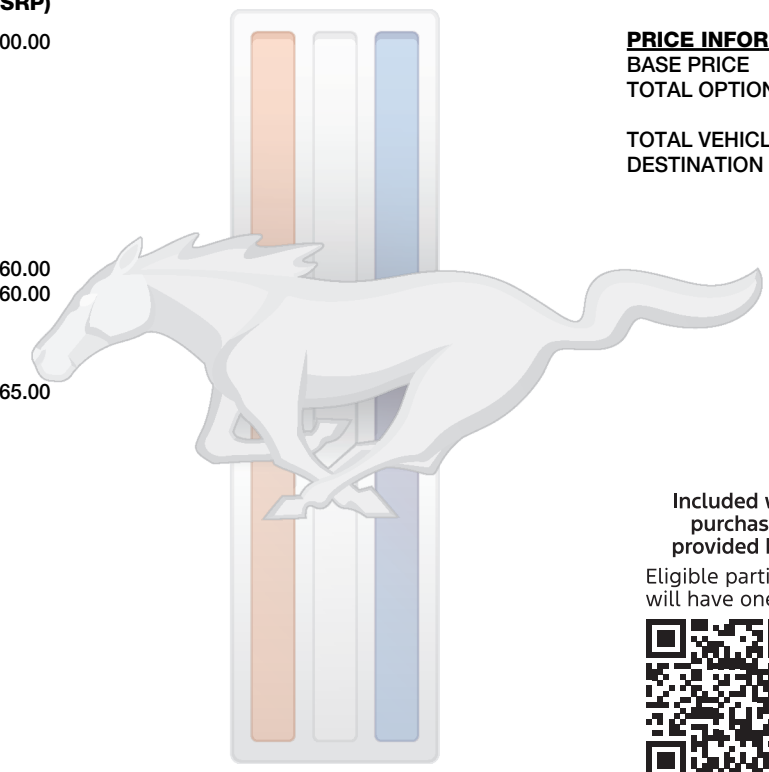 SRP)
00.00
60.00
60.00
65.00
PRICE INFOR
BASE PRICE
TOTAL OPTION
TOTAL VEHICL
DESTINATION
Included w
purchas
provided b
Eligible parti
will have one